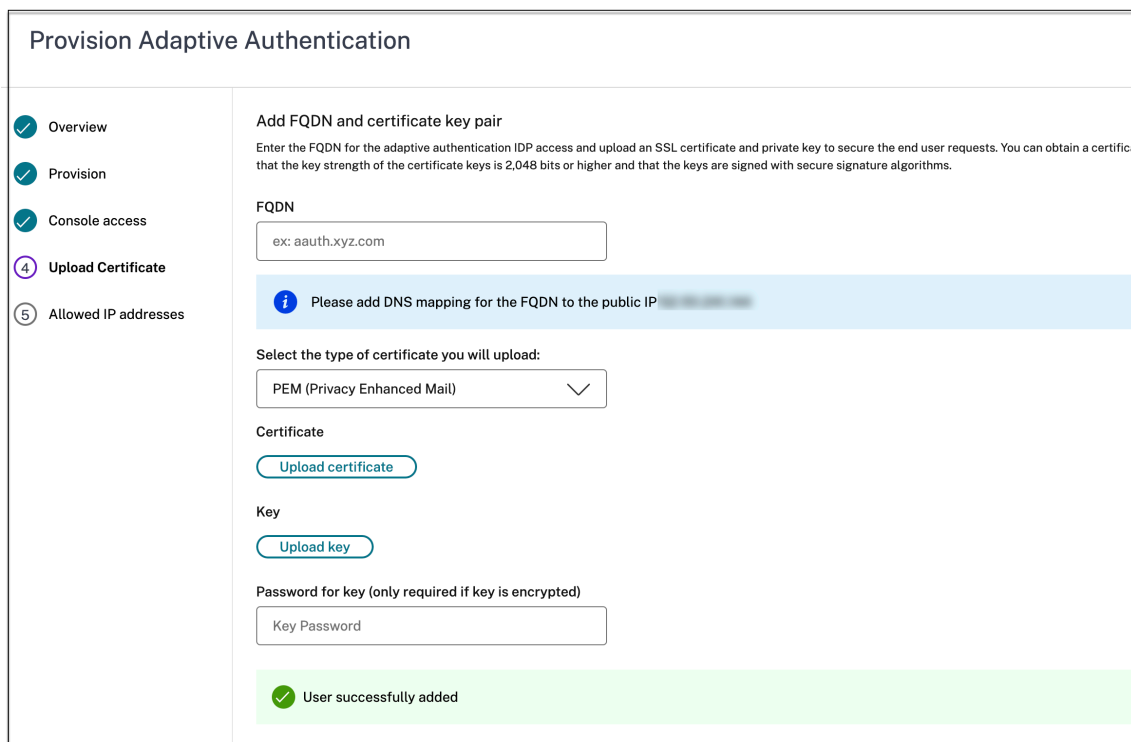 Provision Adaptive Authentication
Overview
Provision
Console access
4 Upload Certificate
5 Allowed IP addresses
Add FQDN and certificate key pair
Enter the FQDN for the adaptive authentication IDP access and upload an SSL certificate and private key to secure the end user requests. You can obtain a certific
that the key strength of the certificate keys is 2,048 bits or higher and that the keys are signed with secure signature algorithms.
FQDN
ex: aauth.xyz.com
i Please add DNS mapping for the FQDN to the public IP
Select the type of certificate you will upload:
PEM (Privacy Enhanced Mail)
Certificate
Upload certificate
Key
Upload key
Password for key (only required if key is encrypted)
Key Password
User successfully added